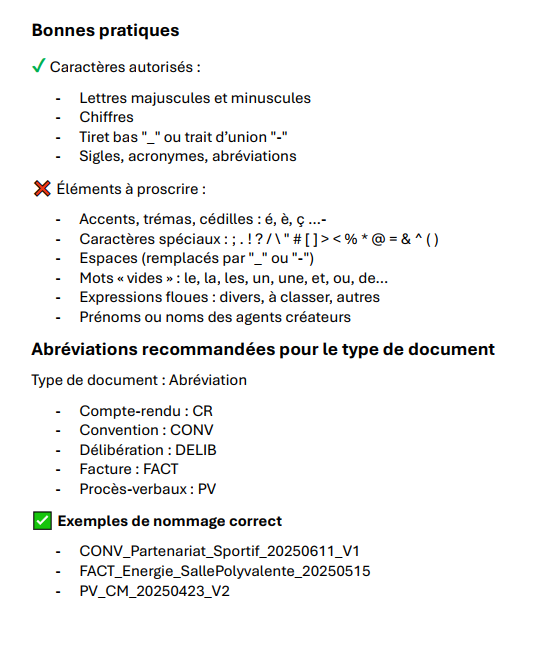 Bonnes pratiques
✓ Caractères autorisés :
- Lettres majuscules et minuscules
- Chiffres
- Tiret bas "_" ou trait d’union "-"
- Sigles, acronymes, abréviations
❌ Éléments à proscrire :
- Accents, trémas, cédilles : é, è, ç ...-
- Caractères spéciaux : ; . ! ? / \ " # [ ] > < % * @ = & ^ ( )
- Espaces (remplacés par "_" ou "-")
- Mots « vides » : le, la, les, un, une, et, ou, de...
- Expressions floues : divers, à classer, autres
- Prénoms ou noms des agents créateurs
Abréviations recommandées pour le type de document
Type de document : Abréviation
- Compte-rendu : CR
- Convention : CONV
- Délibération : DELIB
- Facture : FACT
- Procès-verbaux : PV
✅ Exemples de nommage correct
- CONV_Partenariat_Sportif_20250611_V1
- FACT_Energie_SallePolyvalente_20250515
- PV_CM_20250423_V2